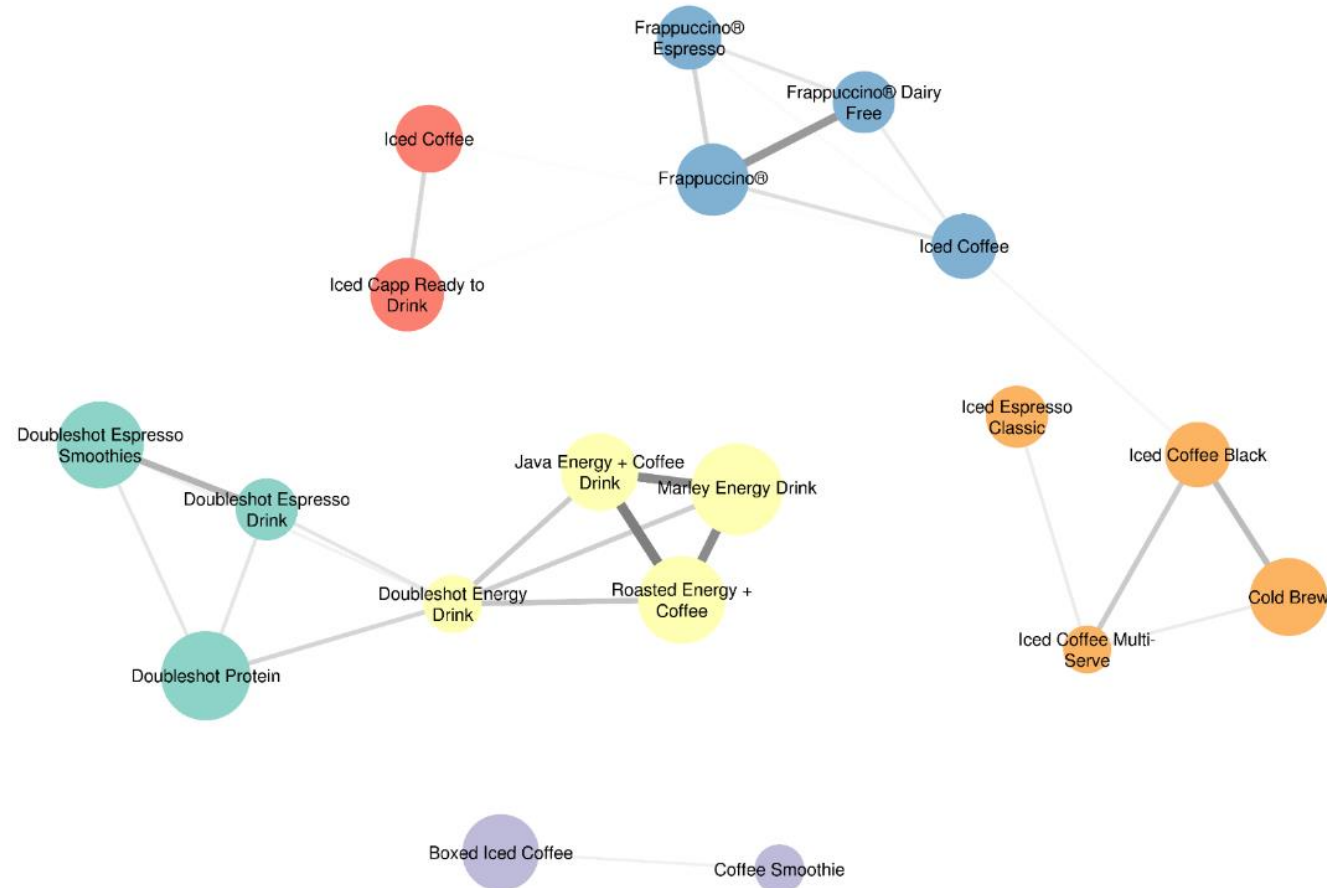 Frappuccino®
Espresso
Frappuccino® Dairy
Free
Iced Coffee
Frappuccino®
Iced Coffee
Iced Capp Ready to
Drink
Iced Espresso
Classic
Iced Coffee Black
Doubleshot Espresso
Smoothies
Java Energy + Coffee
Drink
Marley Energy Drink
Doubleshot Espresso
Drink
Doubleshot Energy
Drink
Roasted Energy +
Coffee
Cold Brew
Iced Coffee Multi-
Serve
Doubleshot Protein
Boxed Iced Coffee
Coffee Smoothie